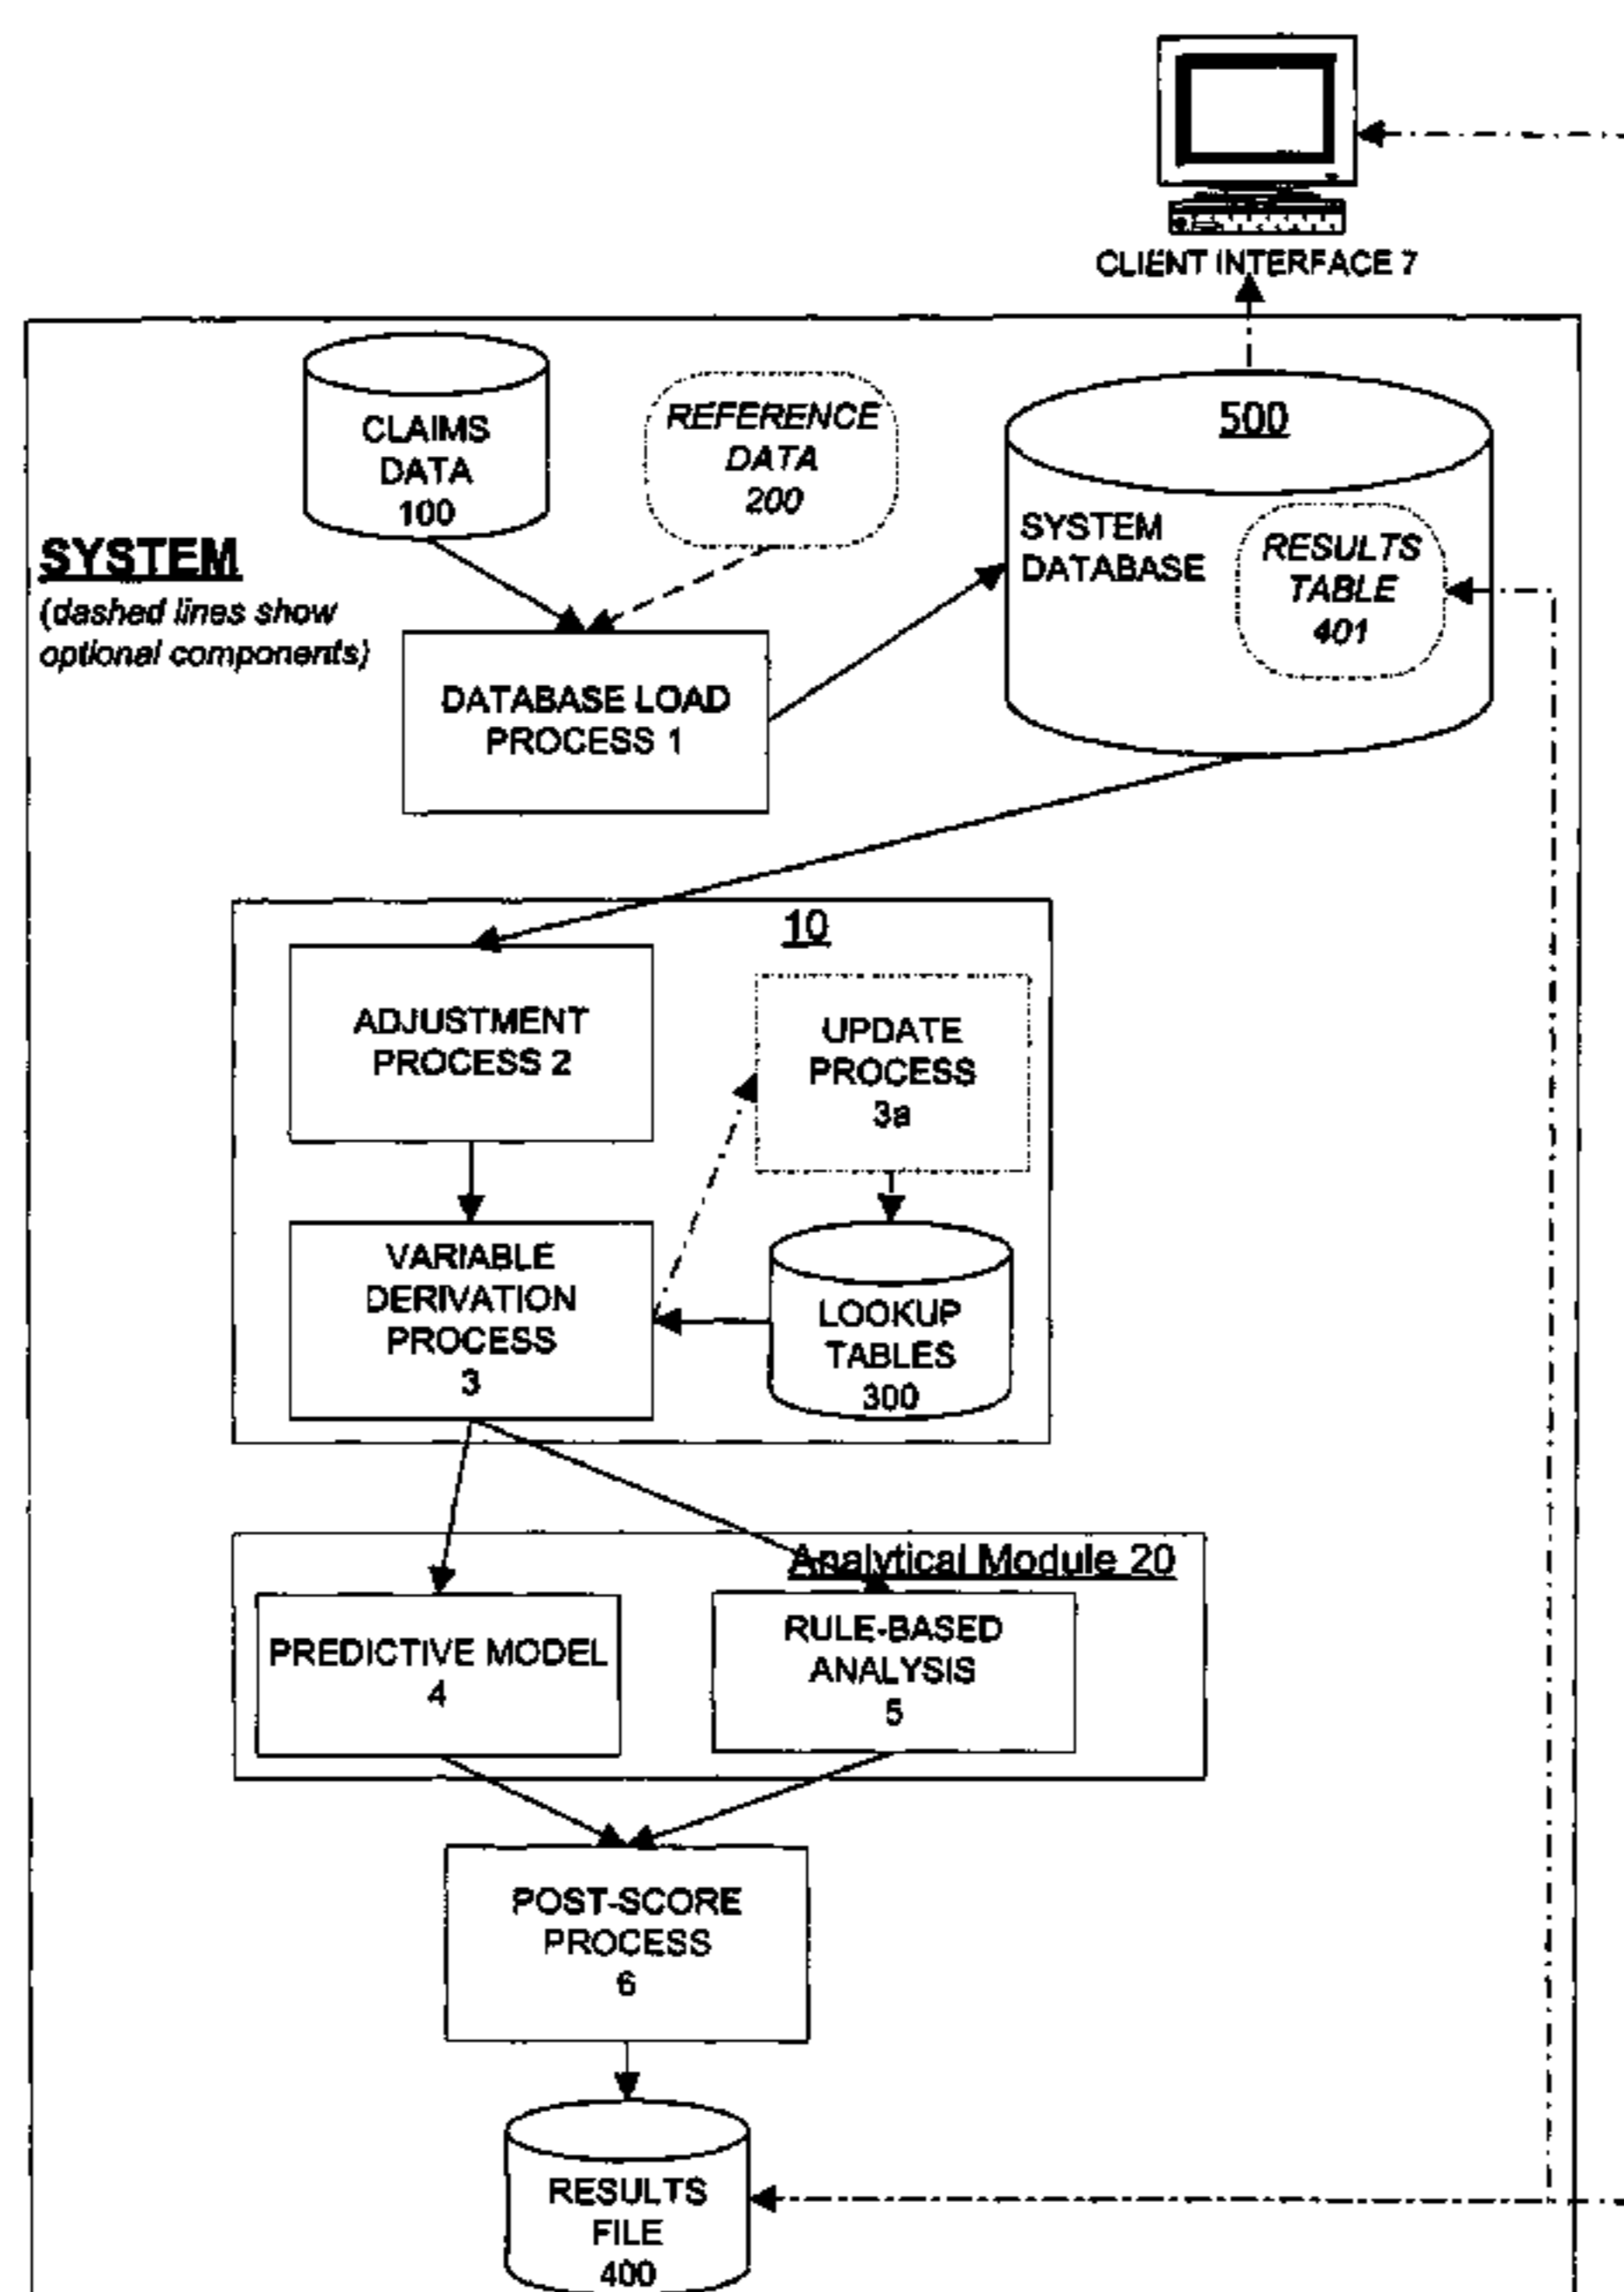 CLIENT INTERFACE 7
CLAIMS
DATA
100
REFERENCE
DATA
200
500
SYSTEM
DATABASE
RESULTS
TABLE
401
SYSTEM
(dashed lines show
optional components)
DATABASE LOAD
PROCESS 1
10
ADJUSTMENT
PROCESS 2
UPDATE
PROCESS
3a
VARIABLE
DERIVATION
PROCESS
3
LOOKUP
TABLES
300
Analytical Module 20
PREDICTIVE MODEL
4
RULE-BASED
ANALYSIS
5
POST-SCORE
PROCESS
6
RESULTS
FILE
400